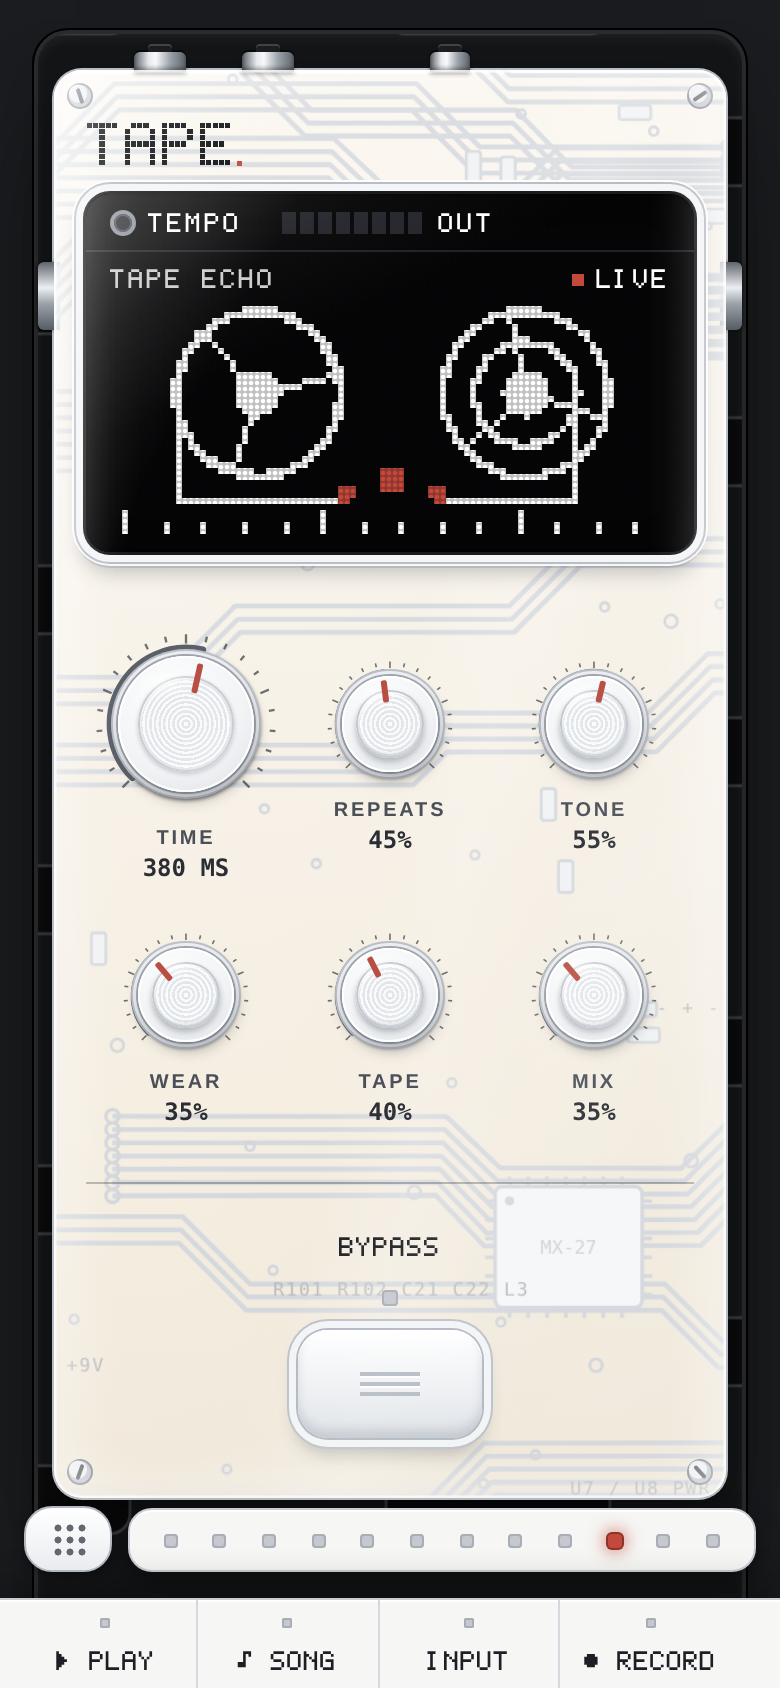 TAPE.
TEMPO OUT
TAPE ECHO LIVE
REPEATS TONE
45% 55%
TIME
380 MS
- + -
WEAR TAPE MIX
35% 40% 35%
BYPASS
MX-27
R101 R102 C21 C22 L3
+9V
U7 / U8 PWR
PLAY SONG INPUT RECORD